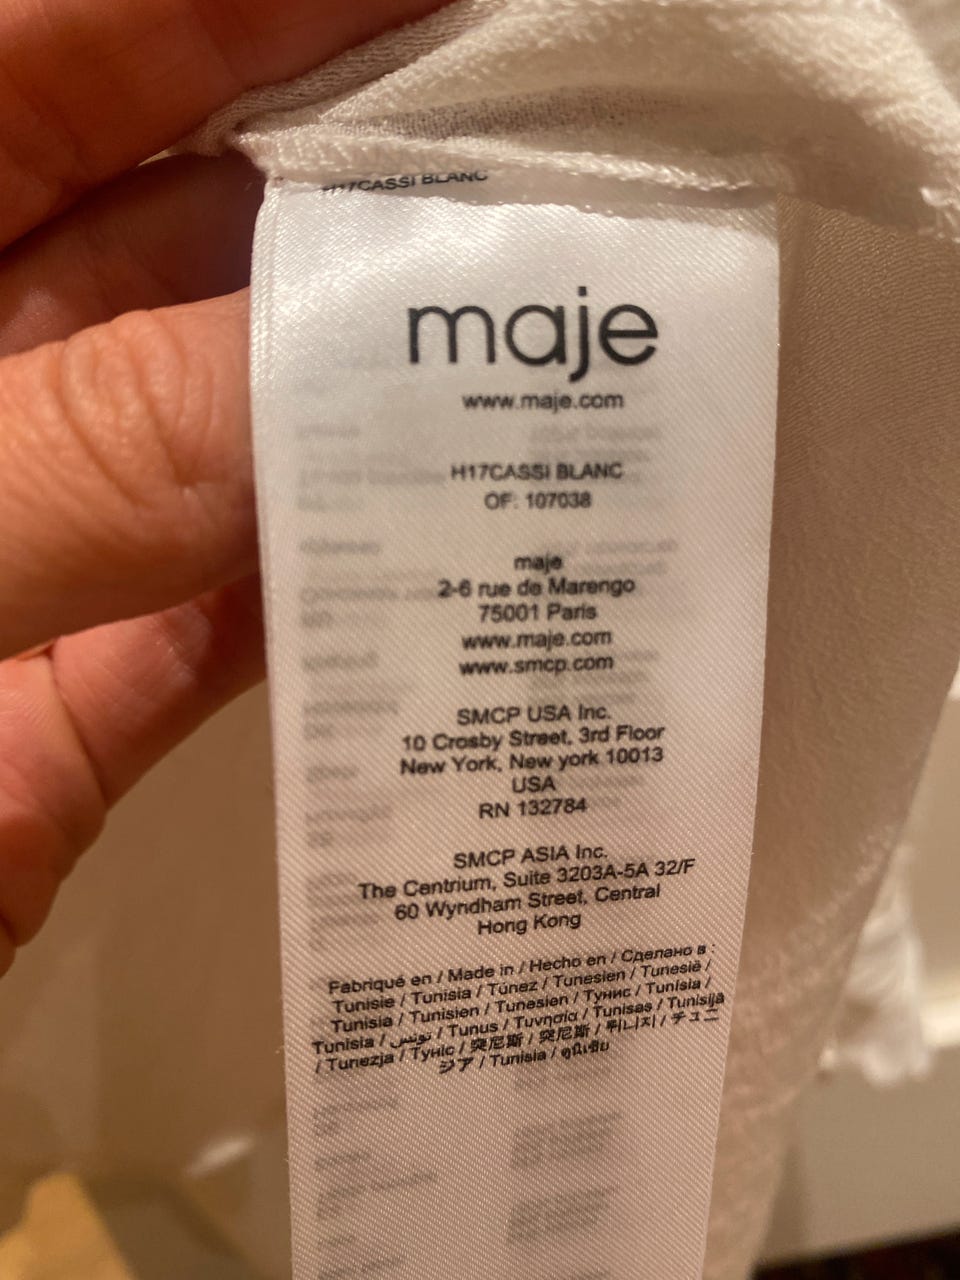 H17CASSI BLANC
maje
www.maje.com
H17CASSI BLANC
OF: 107038
maje
2-6 rue de Marengo
75001 Paris
www.maje.com
www.smcp.com
SMCP USA Inc.
10 Crosby Street, 3rd Floor
New York, New york 10013
USA
RN 132784
SMCP ASIA Inc.
The Centrium, Suite 3203A-5A 32/F
60 Wyndham Street, Central
Hong Kong
Fabriqué en / Made in / Hecho en / Сделано в :
Tunisie / Tunisia / Túnez / Tunesien / Tunesië /
Tunisia / Tunisien / Tunesien / Тунис / Tunísia /
Tunisia / تونس / Tunus / Τυνησία / Tunisas / Tunisijā
/ Tunezja / Туніс / 突尼斯 / 突尼斯 / 튀니지 / チュニ
ジア / Tunisia / ตูนิเซีย